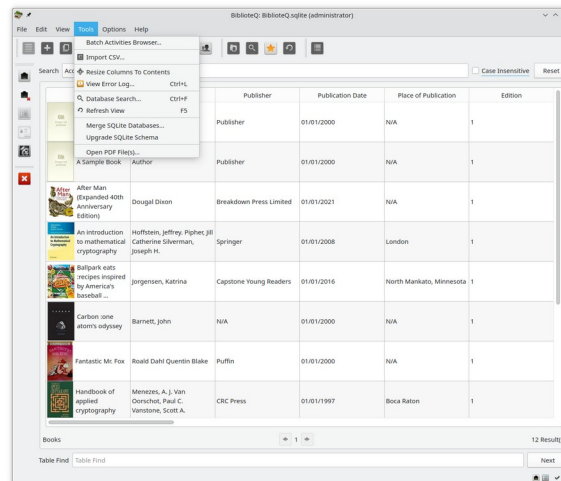 BiblioteQ: BiblioteQ.sqlite (administrator)
File Edit View Tools Options Help
Batch Activities Browser...
Import CSV...
Resize Columns To Contents
View Error Log... Ctrl+L
Database Search... Ctrl+F
Refresh View F5
Merge SQLite Databases...
Upgrade SQLite Schema
Open PDF File(s)...
Search Acc
Case Insensitive Reset
Publisher Publication Date Place of Publication Edition
Publisher 01/01/2000 N/A 1
A Sample Book Author Publisher 01/01/2000 N/A 1
After Man
After Man
(Expanded 40th
Anniversary
Edition)
Dougal Dixon Breakdown Press Limited 01/01/2021 N/A 1
An introduction
to mathematical
cryptography
Hoffstein, Jeffrey. Pipher, Jill
Catherine Silverman,
Joseph H.
Springer 01/01/2008 London 1
Ballpark eats
:recipes inspired
by America's
baseball ...
Jorgensen, Katrina Capstone Young Readers 01/01/2016 North Mankato, Minnesota 1
Carbon :one
atom's odyssey
Barnett, John N/A 01/01/2000 N/A 1
Fantastic Mr. Fox Roald Dahl Quentin Blake Puffin 01/01/2000 N/A 1
Handbook of
applied
cryptography
Menezes, A. J. Van
Oorschot, Paul C.
Vanstone, Scott A.
CRC Press 01/01/1997 Boca Raton 1
Books 1 12 Result(
Table Find Table Find Next